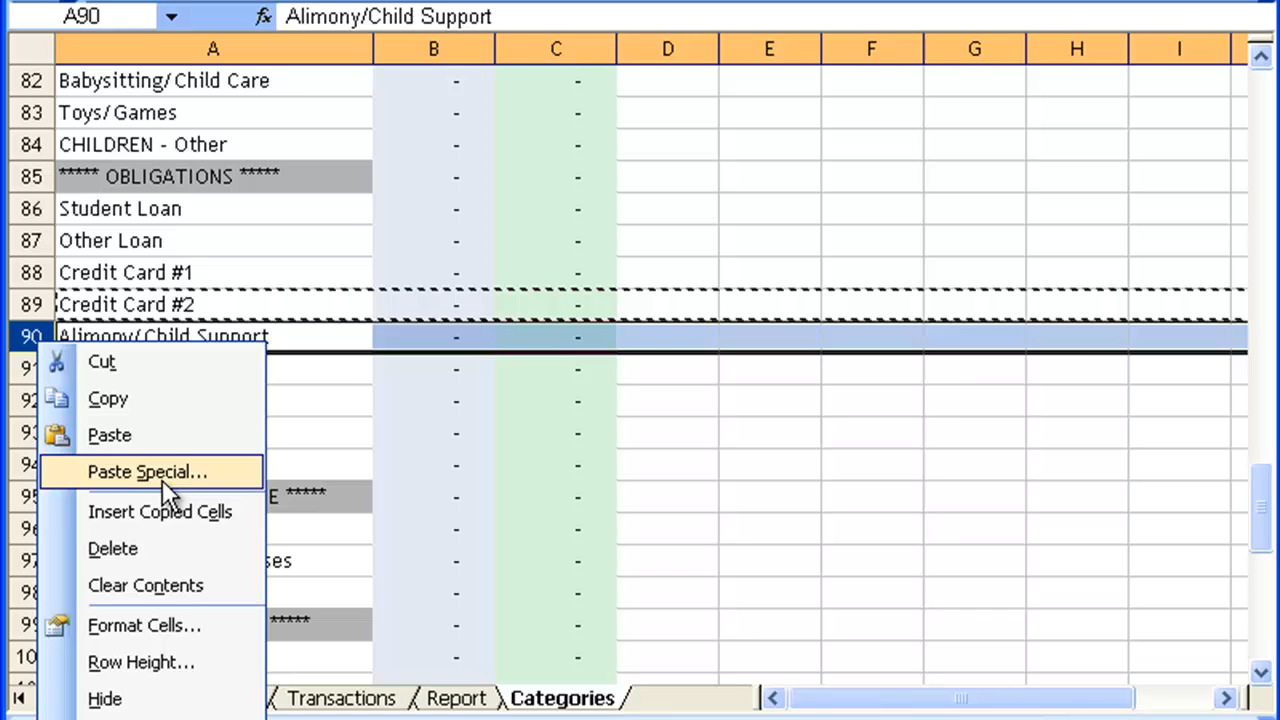 A90 fx Alimony/Child Support
A B C D E F G H I
82 Babysitting/Child Care - -
83 Toys/Games - -
84 CHILDREN - Other - -
85 ***** OBLIGATIONS ***** - -
86 Student Loan - -
87 Other Loan - -
88 Credit Card #1 - -
89 Credit Card #2 - -
90 Alimony/Child Support - -
- -
Cut
- -
Copy
- -
Paste
- -
Paste Special...
E ***** - -
Insert Copied Cells
- -
Delete
ses - -
Clear Contents
- -
Format Cells...
***** - -
Row Height...
- -
Hide
Transactions Report Categories